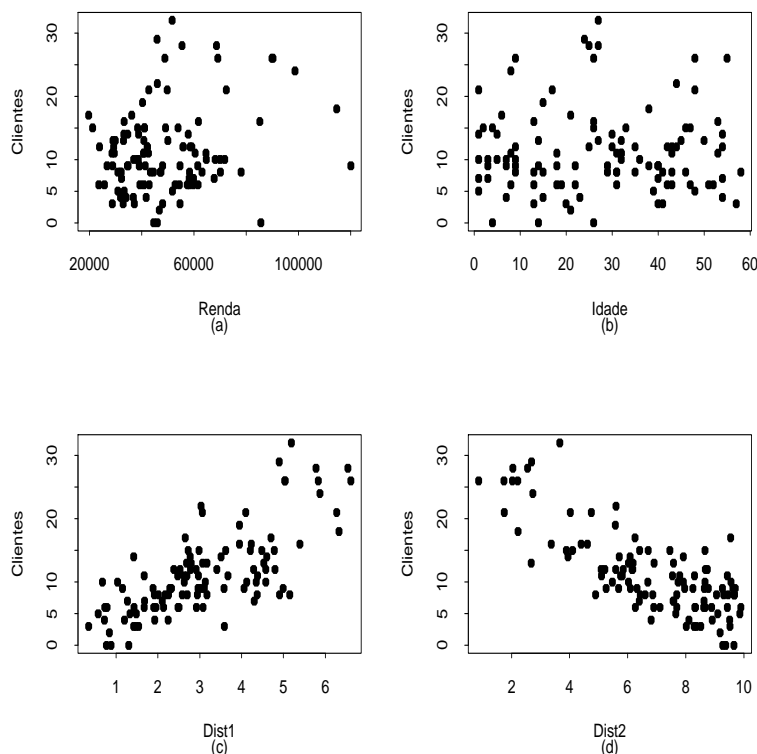 Clientes
0 5 10 20 30
20000 60000 100000
Renda
(a)
Clientes
0 5 10 20 30
0 10 20 30 40 50 60
Idade
(b)
Clientes
0 5 10 20 30
1 2 3 4 5 6
Dist1
(c)
Clientes
0 5 10 20 30
2 4 6 8 10
Dist2
(d)